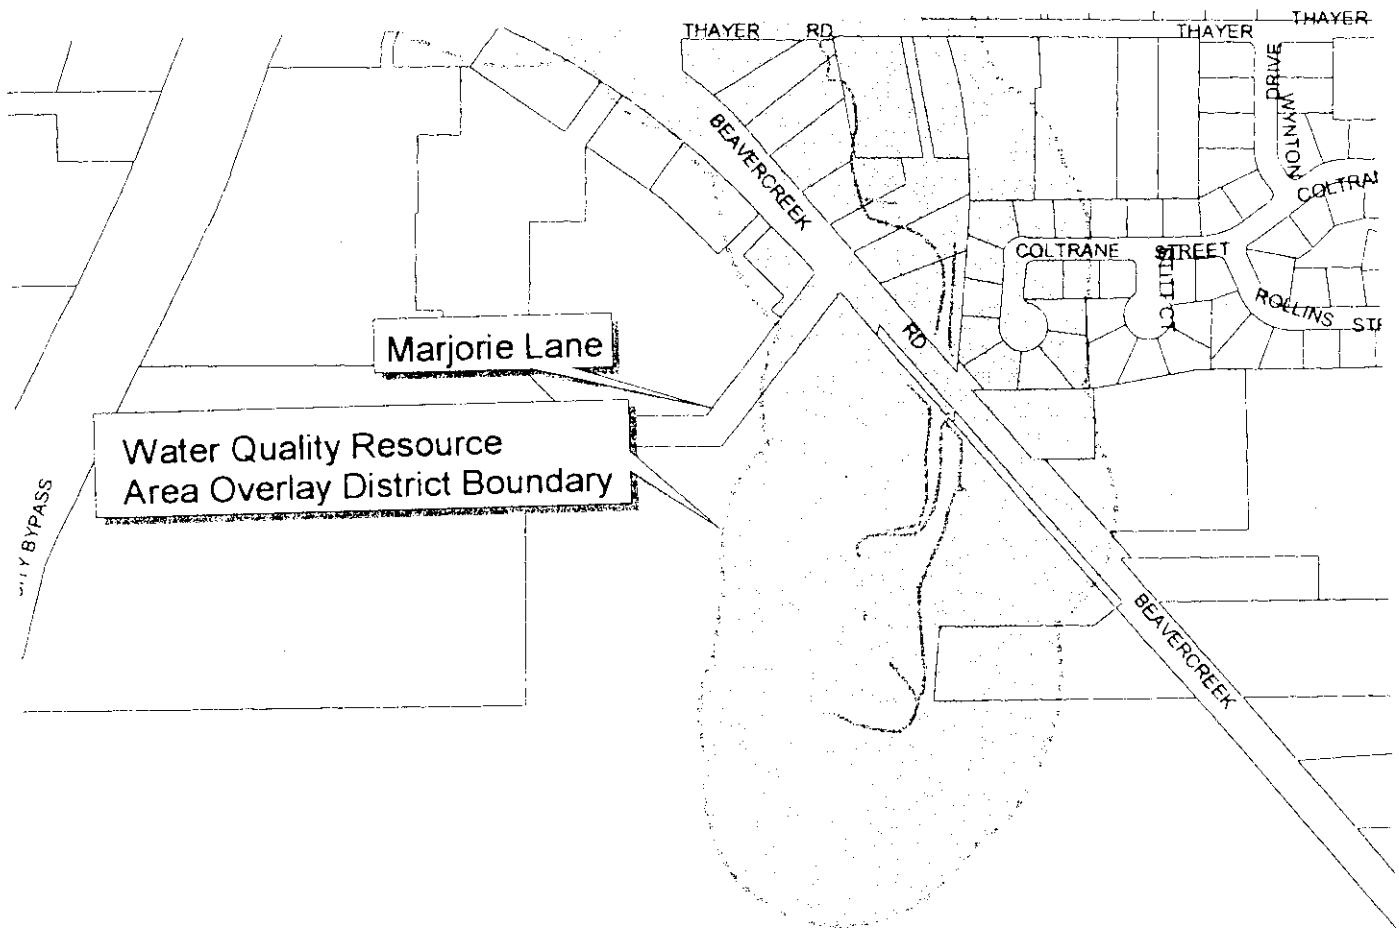 THAYER RD
THAYER
THAYER
DRIVE
WYNTON
BEAVERCREEK
COLTRANE STREET
CT
ROLLINS
RD
Marjorie Lane
Water Quality Resource
Area Overlay District Boundary
BYPASS
BEAVERCREEK